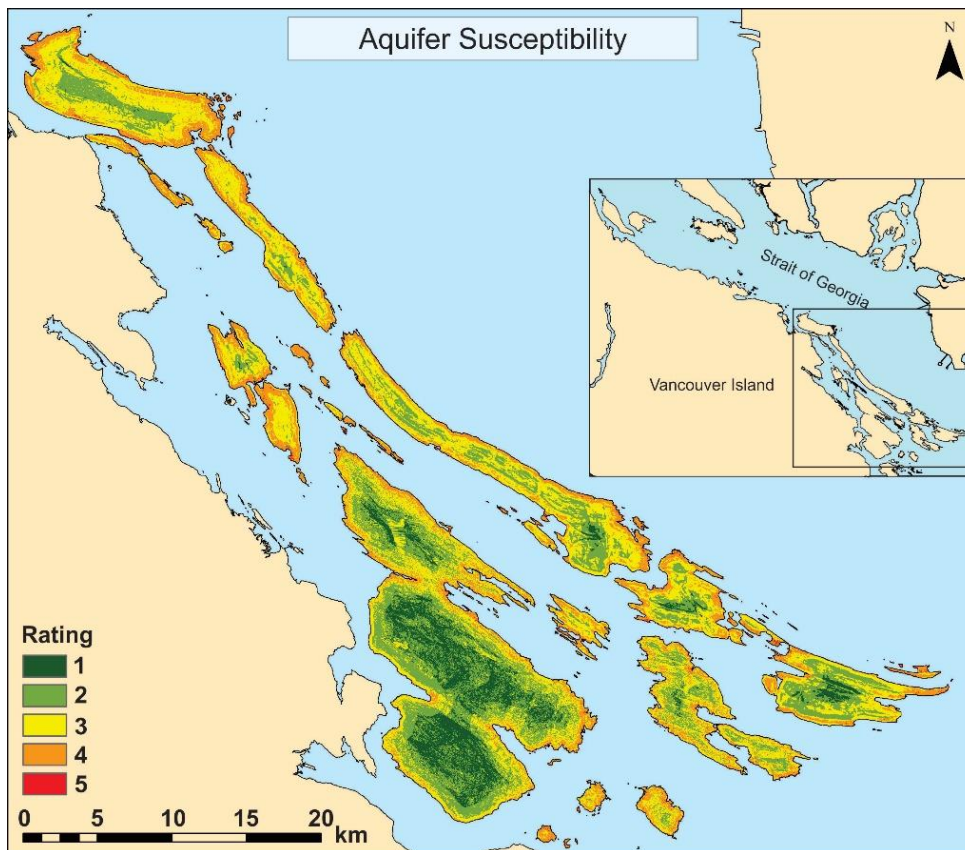 Aquifer Susceptibility
N
Strait of Georgia
Vancouver Island
Rating
1
2
3
4
5
0 5 10 15 20
km